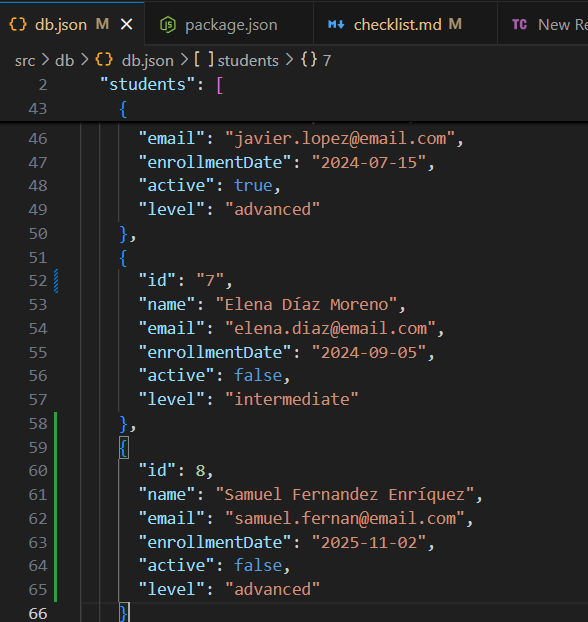 {} db.json M X package.json checklist.md M TC New Re
src > db > {} db.json > [ ] students > {} 7
2 "students": [
43 {
46 "email": "javier.lopez@email.com",
47 "enrollmentDate": "2024-07-15",
48 "active": true,
49 "level": "advanced"
50 },
51 {
52 "id": "7",
53 "name": "Elena Díaz Moreno",
54 "email": "elena.diaz@email.com",
55 "enrollmentDate": "2024-09-05",
56 "active": false,
57 "level": "intermediate"
58 },
59 {
60 "id": 8,
61 "name": "Samuel Fernandez Enríquez",
62 "email": "samuel.fernan@email.com",
63 "enrollmentDate": "2025-11-02",
64 "active": false,
65 "level": "advanced"
66 }